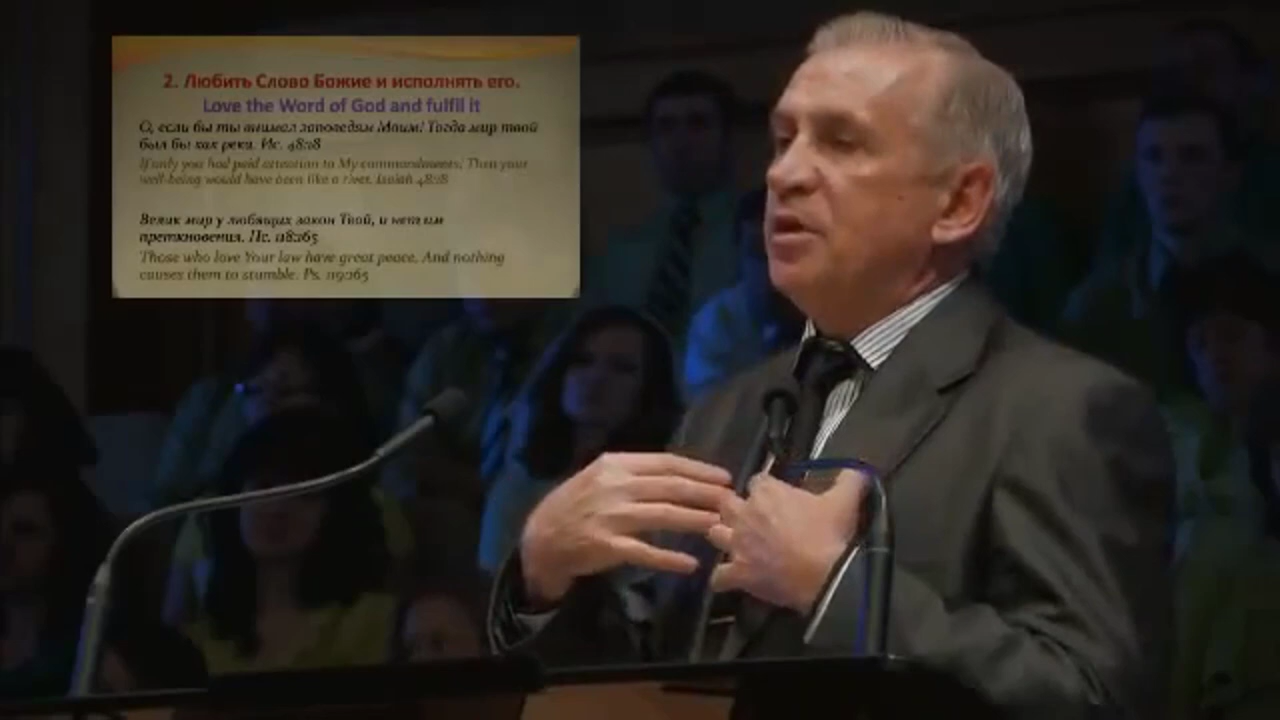 2. Любить Слово Божие и исполнять его.
Love the Word of God and fulfil it
О, если бы ты внимал заповедям Моим! Тогда мир твой
был бы как река. Ис. 48:18
If only you had paid attention to My commandments! Then your
well-being would have been like a river. Isaiah 48:18
Велик мир у любящих закон Твой, и нет им
преткновения. Пс. 118:165
Those who love Your law have great peace, And nothing
causes them to stumble. Ps. 119:165